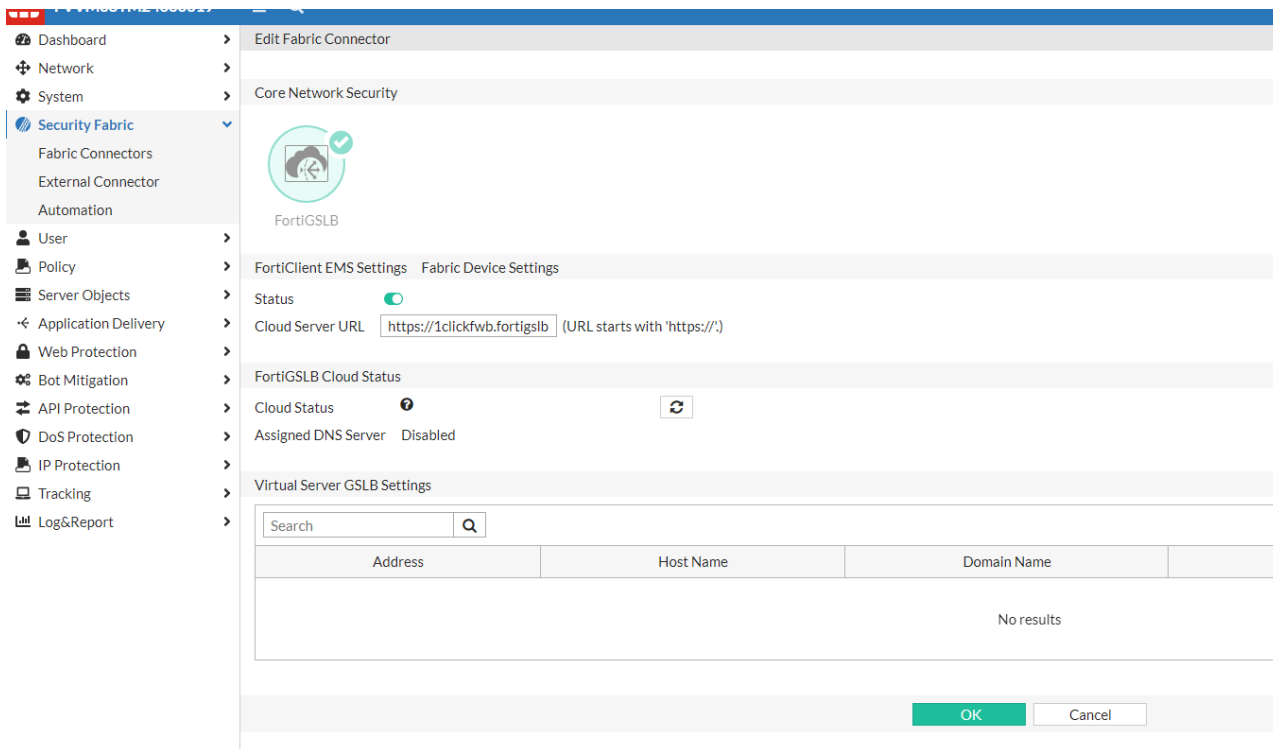 Dashboard
Network
System
Security Fabric
Fabric Connectors
External Connector
Automation
User
Policy
Server Objects
Application Delivery
Web Protection
Bot Mitigation
API Protection
DoS Protection
IP Protection
Tracking
Log&Report
Edit Fabric Connector
Core Network Security
FortiGSLB
FortiClient EMS Settings Fabric Device Settings
Status
Cloud Server URL https://1clickfwb.fortigslb (URL starts with 'https://'.)
FortiGSLB Cloud Status
Cloud Status
Assigned DNS Server Disabled
Virtual Server GSLB Settings
Search
Address Host Name Domain Name
No results
OK Cancel